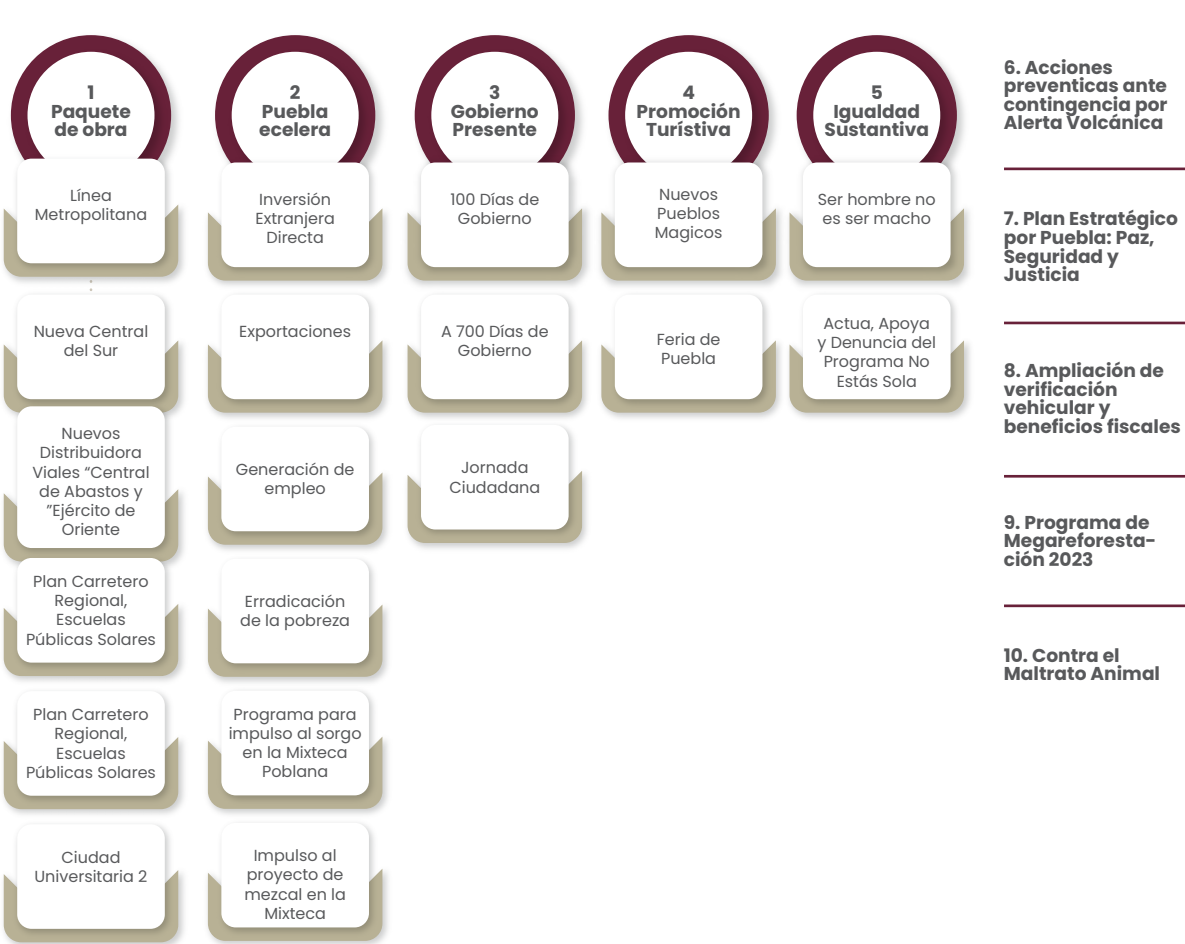 1
Paquete
de obra
Línea
Metropolitana
Nueva Central
del Sur
Nuevos
Distribuidora
Viales “Central
de Abastos y
”Ejército de
Oriente
Plan Carretero
Regional,
Escuelas
Públicas Solares
Plan Carretero
Regional,
Escuelas
Públicas Solares
Ciudad
Universitaria 2
2
Puebla
ecelera
Inversión
Extranjera
Directa
Exportaciones
Generación de
empleo
Erradicación
de la pobreza
Programa para
impulso al sorgo
en la Mixteca
Poblana
Impulso al
proyecto de
mezcal en la
Mixteca
3
Gobierno
Presente
100 Días de
Gobierno
A 700 Días de
Gobierno
Jornada
Ciudadana
4
Promoción
Turístiva
Nuevos
Pueblos
Magicos
Feria de
Puebla
5
Igualdad
Sustantiva
Ser hombre no
es ser macho
Actua, Apoya
y Denuncia del
Programa No
Estás Sola
6. Acciones
preventicas ante
contingencia por
Alerta Volcánica
7. Plan Estratégico
por Puebla: Paz,
Seguridad y
Justicia
8. Ampliación de
verificación
vehicular y
beneficios fiscales
9. Programa de
Megareforesta-
ción 2023
10. Contra el
Maltrato Animal